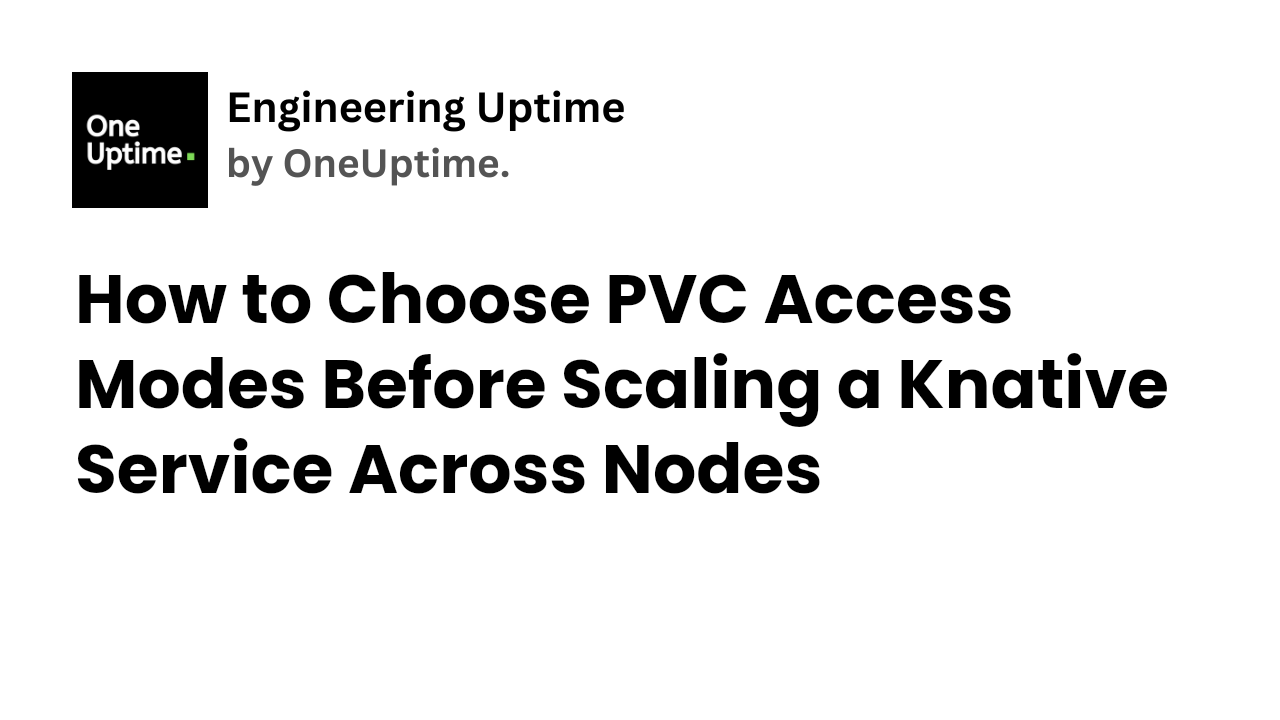 One
Uptime
Engineering Uptime
by OneUptime.
How to Choose PVC Access
Modes Before Scaling a Knative
Service Across Nodes